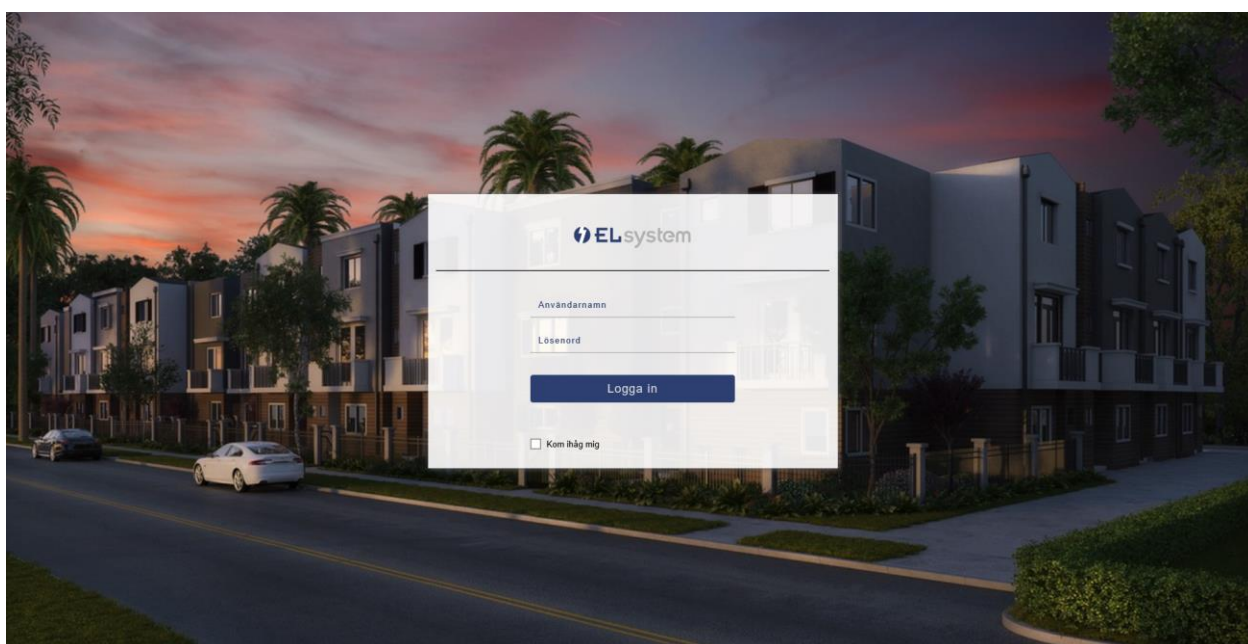 ELsystem
Användarnamn
Lösenord
Logga in
Kom ihåg mig